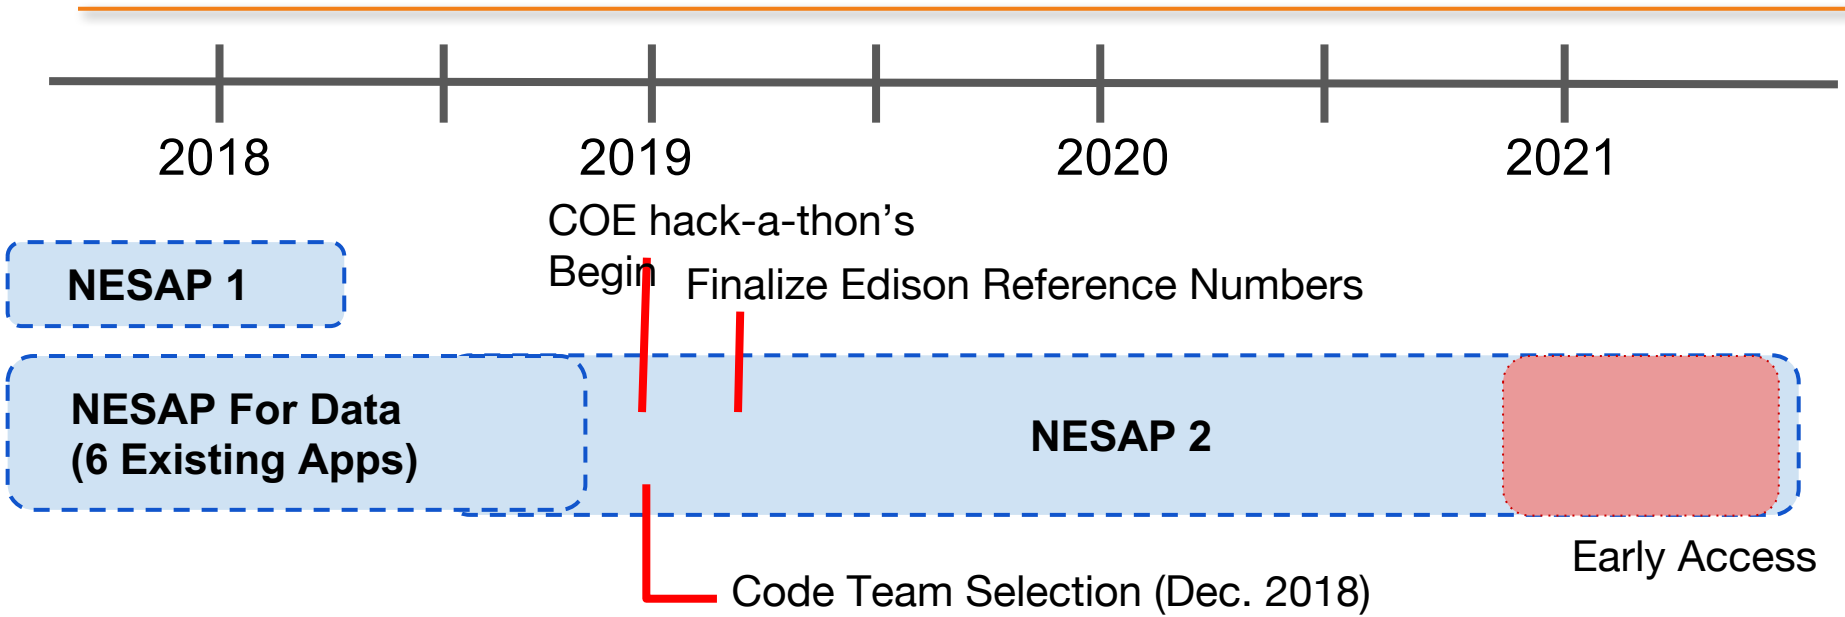 2018 2019 2020 2021
COE hack-a-thon's
Begin
Finalize Edison Reference Numbers
NESAP 1
NESAP For Data
(6 Existing Apps)
NESAP 2
Early Access
Code Team Selection (Dec. 2018)